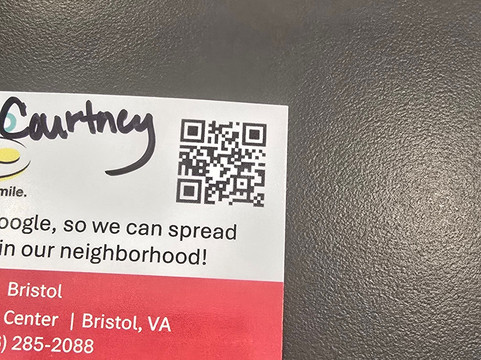 Courtney
mile.
oogle, so we can spread
in our neighborhood!
Bristol
Center | Bristol, VA
) 285-2088